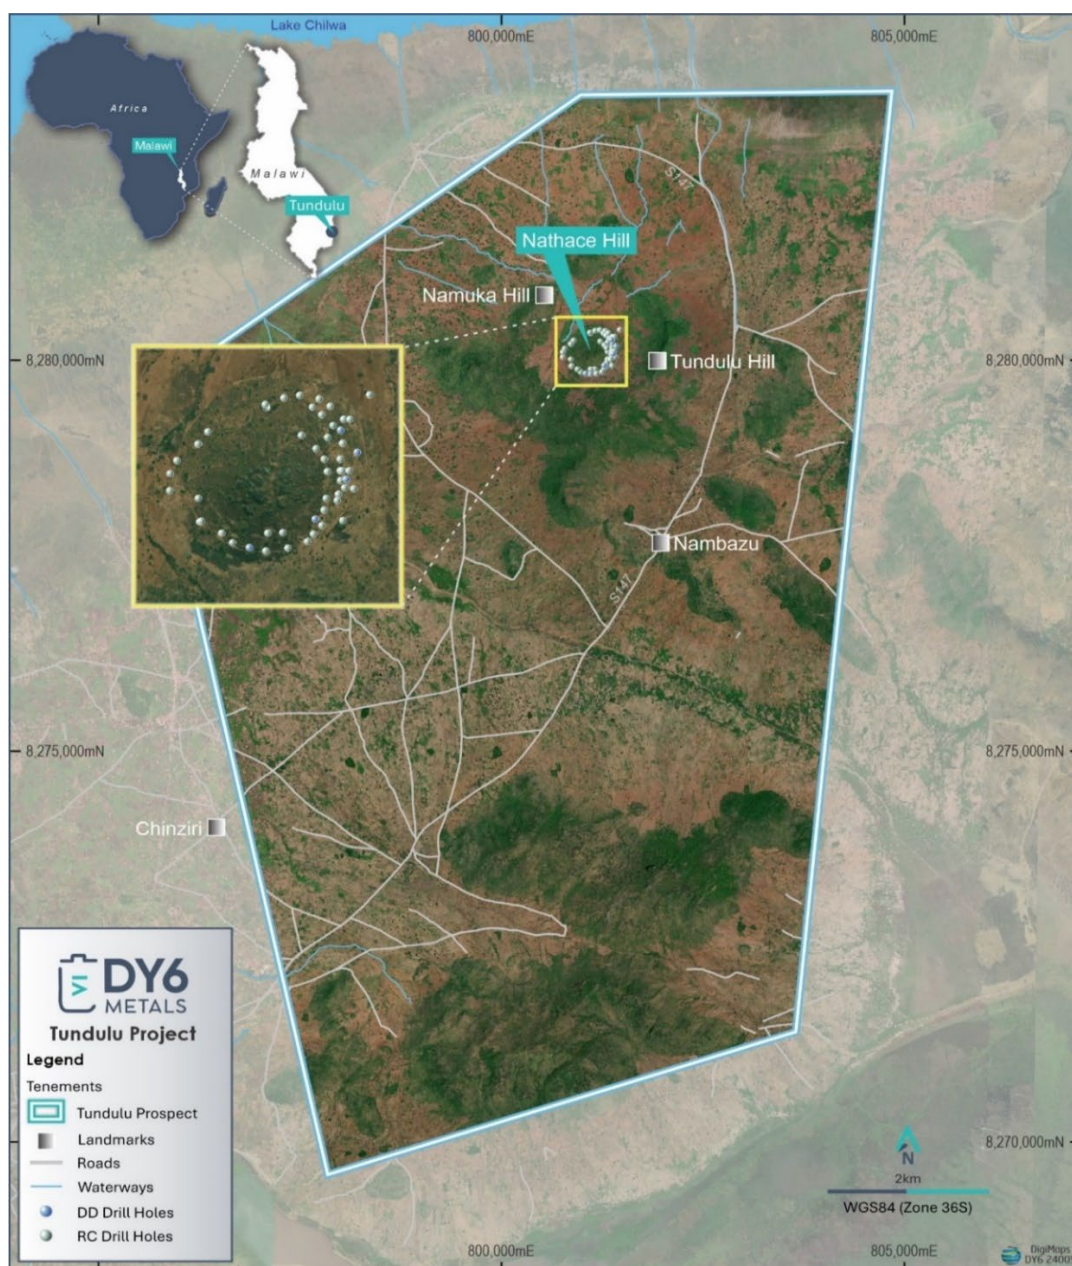 Lake Chilwa
800,000mE
805,000mE
Africa
Malawi
Malawi
Tundulu
S147
Nathace Hill
Namuka Hill
8,280,000mN
Tundulu Hill
8,280,000mN
Nambazu
S147
8,275,000mN
8,275,000mN
Chinziri
VI
DY6
METALS
Tundulu Project
Legend
Tenements
Tundulu Prospect
Landmarks
Roads
Waterways
DD Drill Holes
RC Drill Holes
8,270,000mN
N
2km
WGS84 (Zone 36S)
800,000mE
805,000mE
DigiMaps